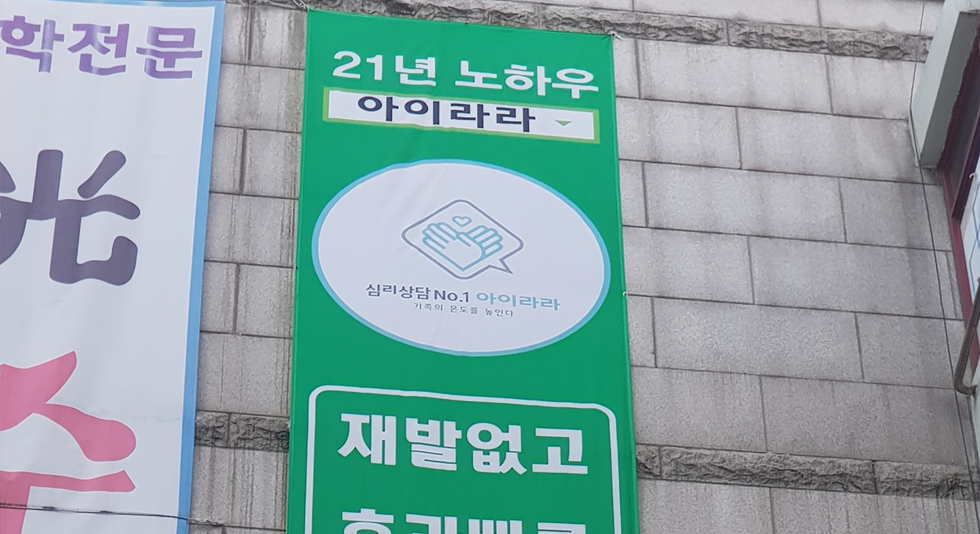 학전문
光
21년 노하우
아이라라
심리상담 No.1 아이라라
가족의 온도를 높인다
재발없고